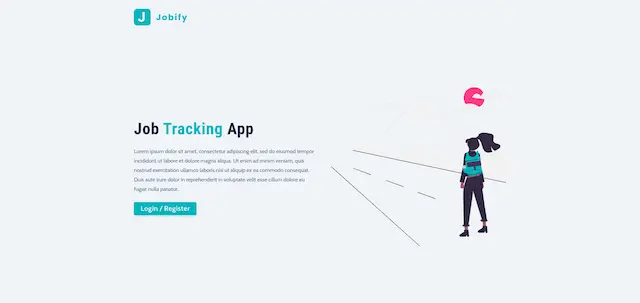 J Jobify
Job Tracking App
Lorem ipsum dolor sit amet, consectetur adipiscing elit, sed do eiusmod tempor
incididunt ut labore et dolore magna aliqua. Ut enim ad minim veniam, quis
nostrud exercitation ullamco laboris nisi ut aliquip ex ea commodo consequat.
Duis aute irure dolor in reprehenderit in voluptate velit esse cillum dolore eu
fugiat nulla pariatur.
Login / Register